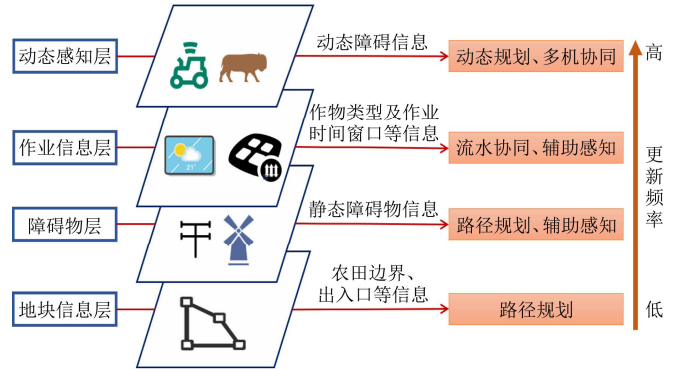 动态感知层
动态障碍信息
动态规划、多机协同
高
作业信息层
21°
作物类型及作业
时间窗口等信息
流水协同、辅助感知
更新频率
障碍物层
静态障碍物信息
路径规划、辅助感知
地块信息层
农田边界、
出入口等信息
路径规划
低